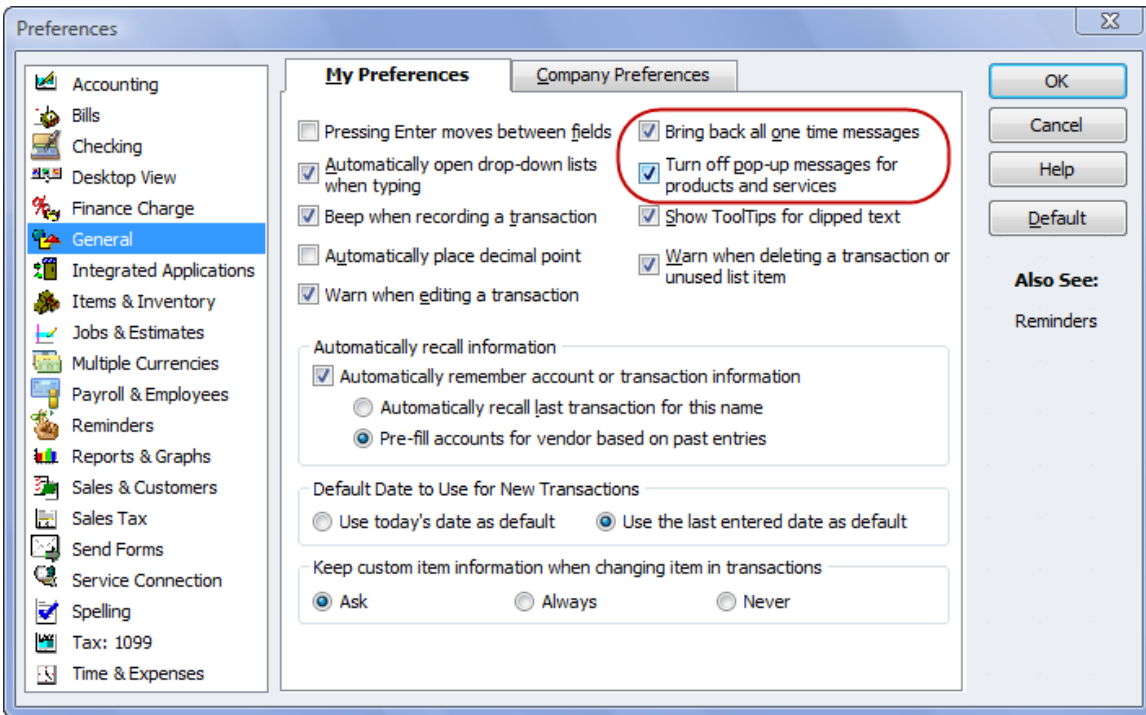 Preferences
Accounting
Bills
Checking
Desktop View
Finance Charge
General
Integrated Applications
Items & Inventory
Jobs & Estimates
Multiple Currencies
Payroll & Employees
Reminders
Reports & Graphs
Sales & Customers
Sales Tax
Send Forms
Service Connection
Spelling
Tax: 1099
Time & Expenses
My Preferences
Company Preferences
Pressing Enter moves between fields
Automatically open drop-down lists
when typing
Beep when recording a transaction
Automatically place decimal point
Warn when editing a transaction
Bring back all one time messages
Turn off pop-up messages for
products and services
Show ToolTips for clipped text
Warn when deleting a transaction or
unused list item
Automatically recall information
Automatically remember account or transaction information
Automatically recall last transaction for this name
Pre-fill accounts for vendor based on past entries
Default Date to Use for New Transactions
Use today's date as default
Use the last entered date as default
Keep custom item information when changing item in transactions
Ask
Always
Never
OK
Cancel
Help
Default
Also See:
Reminders